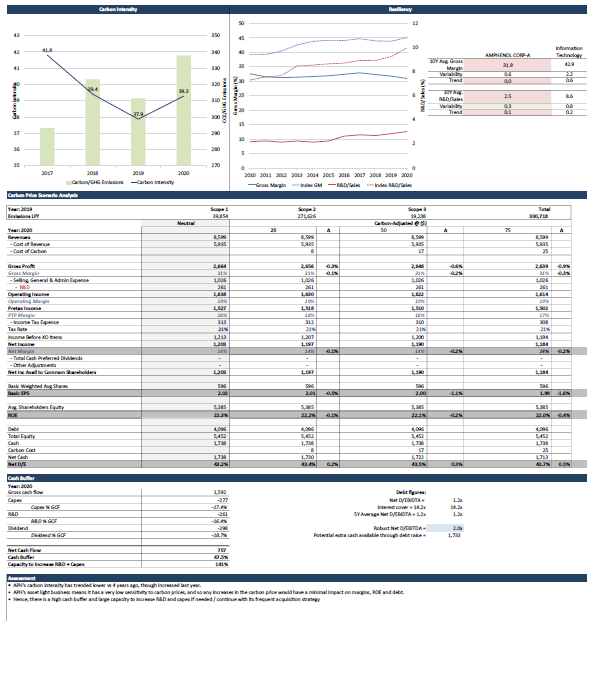 Carbon Intensity
Resiliency
43
42
41
40
39
38
37
36
35
41.8
39.4
37.9
39.3
350
340
330
320
310
300
290
280
270
2017 2018 2019 2020
Carbon/GHG Emissions Carbon Intensity
50
45
40
35
30
25
20
15
10
5
0
Gross Margin (%)
12
10
8
6
4
2
0
R&D/Sales (%)
2010 2011 2012 2013 2014 2015 2016 2017 2018 2019 2020
Gross Margin Index GM R&D/Sales Index R&D/Sales
AMPHENOL CORP-A Information Technology
10Y Avg. Gross Margin 31.9 42.9
Variability 0.6 2.2
Trend 0.0 0.6
10Y Avg. R&D/Sales 2.5 8.6
Variability 0.3 0.8
Trend 0.1 0.2
Carbon Price Scenario Analysis
Year: 2019 Scope 1 Scope 2 Scope 3 Total
Emissions LFY 39,854 271,626 19,238 330,718
Neutral Carbon-Adjusted @ ($)
Year: 2020 25 Δ 50 Δ 75 Δ
Revenues 8,599 8,599 8,599 8,599
- Cost of Revenue 5,935 5,935 5,935 5,935
- Cost of Carbon 8 17 25
Gross Profit 2,664 2,656 -0.3% 2,648 -0.6% 2,639 -0.9%
Gross Margin 31% 31% -0.1% 31% -0.2% 31% -0.3%
- Selling, General & Admin Expense 1,026 1,026 1,026 1,026
- R&D 261 261 261 261
Operating Income 1,638 1,630 1,622 1,614
Operating Margin 19% 19% 19% 19%
Pretax Income 1,527 1,518 1,510 1,502
PTP Margin 18% 18% 18% 17%
- Income Tax Expense 313 312 310 308
Tax Rate 21% 21% 21% 21%
Income Before XO Items 1,213 1,207 1,200 1,194
Net Income 1,203 1,197 1,190 1,184
Net Margin 14% 14% -0.1% 14% -0.2% 14% -0.2%
- Total Cash Preferred Dividends - - - -
- Other Adjustments - - - -
Net Inc Avail to Common Shareholders 1,203 1,197 1,190 1,184
Basic Weighted Avg Shares 596 596 596 596
Basic EPS 2.02 2.01 -0.5% 2.00 -1.1% 1.99 -1.6%
Avg. Shareholders Equity 5,385 5,385 5,385 5,385
ROE 22.3% 22.2% -0.1% 22.1% -0.2% 22.0% -0.4%
Debt 4,096 4,096 4,096 4,096
Total Equity 5,452 5,452 5,452 5,452
Cash 1,738 1,738 1,738 1,738
Carbon Cost 8 17 25
Net Cash 1,738 1,730 1,722 1,713
Net D/E 43.2% 43.4% 0.2% 43.5% 0.3% 43.7% 0.5%
Cash Buffer
Year: 2020
Gross cash flow 1,592
Capex -277
Capex % GCF -17.4%
R&D -261
R&D % GCF -16.4%
Dividend -298
Dividend % GCF -18.7%
Net Cash Flow 757
Cash Buffer 47.5%
Capacity to Increase R&D + Capex 141%
Debt figures:
Net D/EBIDTA = 1.2x
Interest cover = 14.2x 14.2x
5Y Average Net D/EBITDA = 1.2x 1.2x
Robust Net D/EBITDA = 2.0x
Potential extra cash available through debt raise = 1,733
Assessment
• APH's carbon intensity has trended lower vs 4 years ago, though increased last year.
• APH's asset light business means it has a very low sensitivity to carbon prices, and so any increases in the carbon price would have a minimal impact on margins, ROE and debt.
• Hence, there is a high cash buffer and large capacity to increase R&D and capex if needed / continue with its frequent acquisition strategy